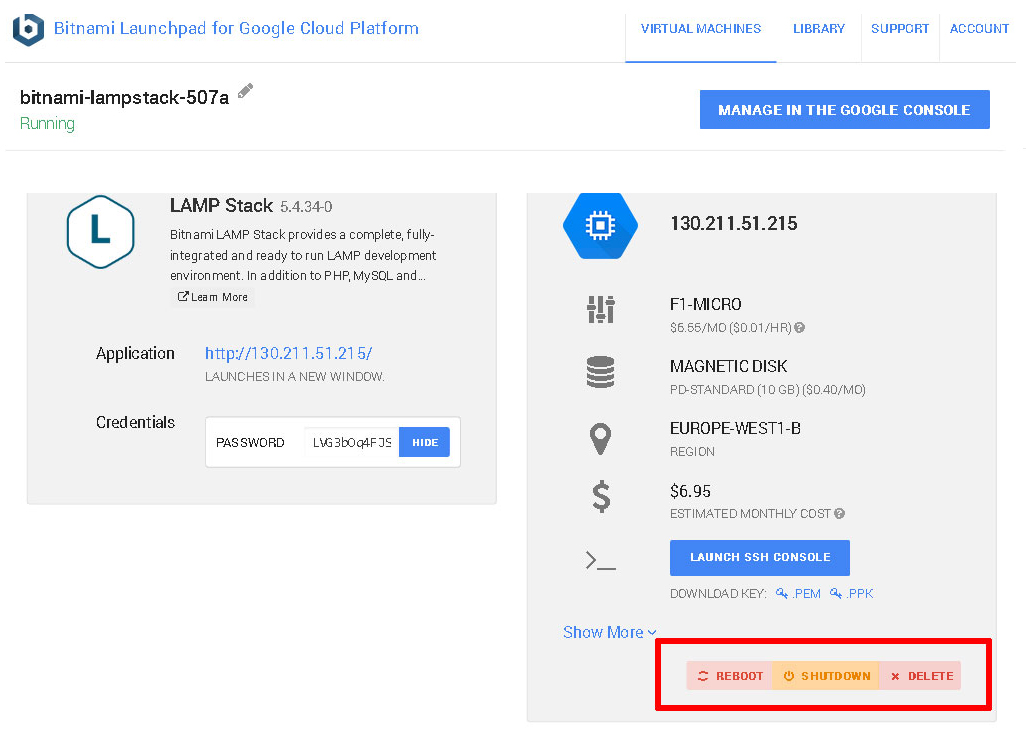 Bitnami Launchpad for Google Cloud Platform
VIRTUAL MACHINES
LIBRARY
SUPPORT
ACCOUNT
bitnami-lampstack-507a
Running
MANAGE IN THE GOOGLE CONSOLE
LAMP Stack 5.4.34-0
Bitnami LAMP Stack provides a complete, fully-
integrated and ready to run LAMP development
environment. In addition to PHP, MySQL and...
Learn More
Application
http://130.211.51.215/
LAUNCHES IN A NEW WINDOW.
Credentials
PASSWORD
HIDE
130.211.51.215
F1-MICRO
$6.55/MO ($0.01/HR)
MAGNETIC DISK
PD-STANDARD (10 GB) ($0.40/MO)
EUROPE-WEST1-B
REGION
$6.95
ESTIMATED MONTHLY COST
LAUNCH SSH CONSOLE
DOWNLOAD KEY: .PEM .PPK
Show More
REBOOT
SHUTDOWN
DELETE